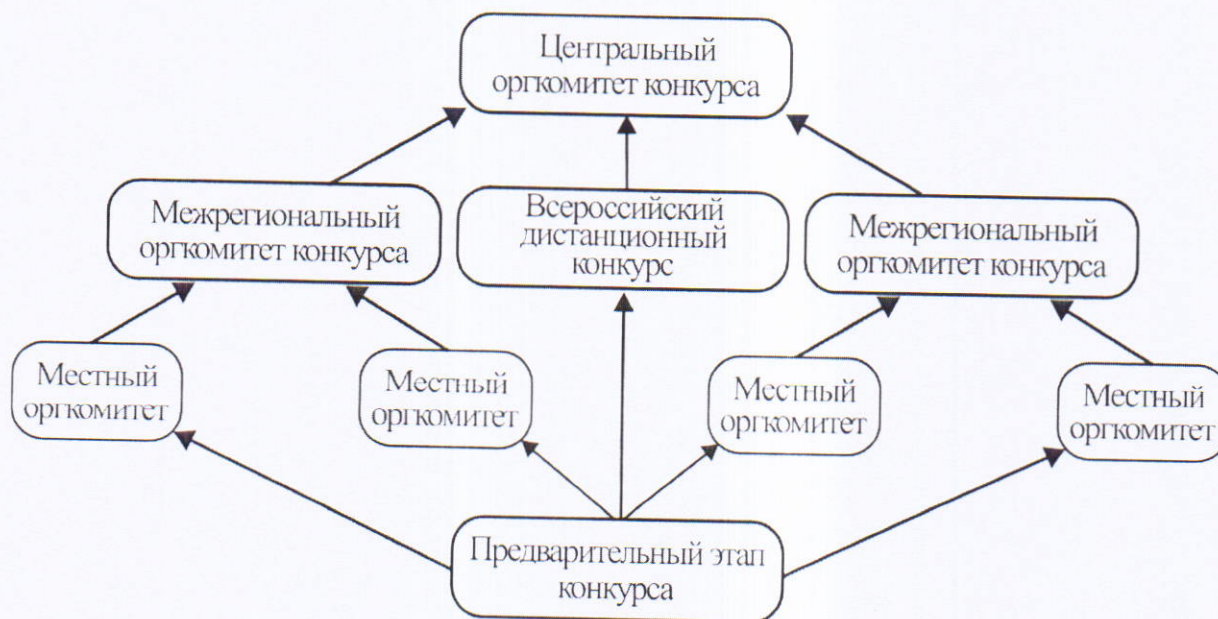 Центральный
оргкомитет конкурса
Межрегиональный
оргкомитет конкурса
Всероссийский
дистанционный
конкурс
Межрегиональный
оргкомитет конкурса
Местный
оргкомитет
Местный
оргкомитет
Местный
оргкомитет
Местный
оргкомитет
Предварительный этап
конкурса